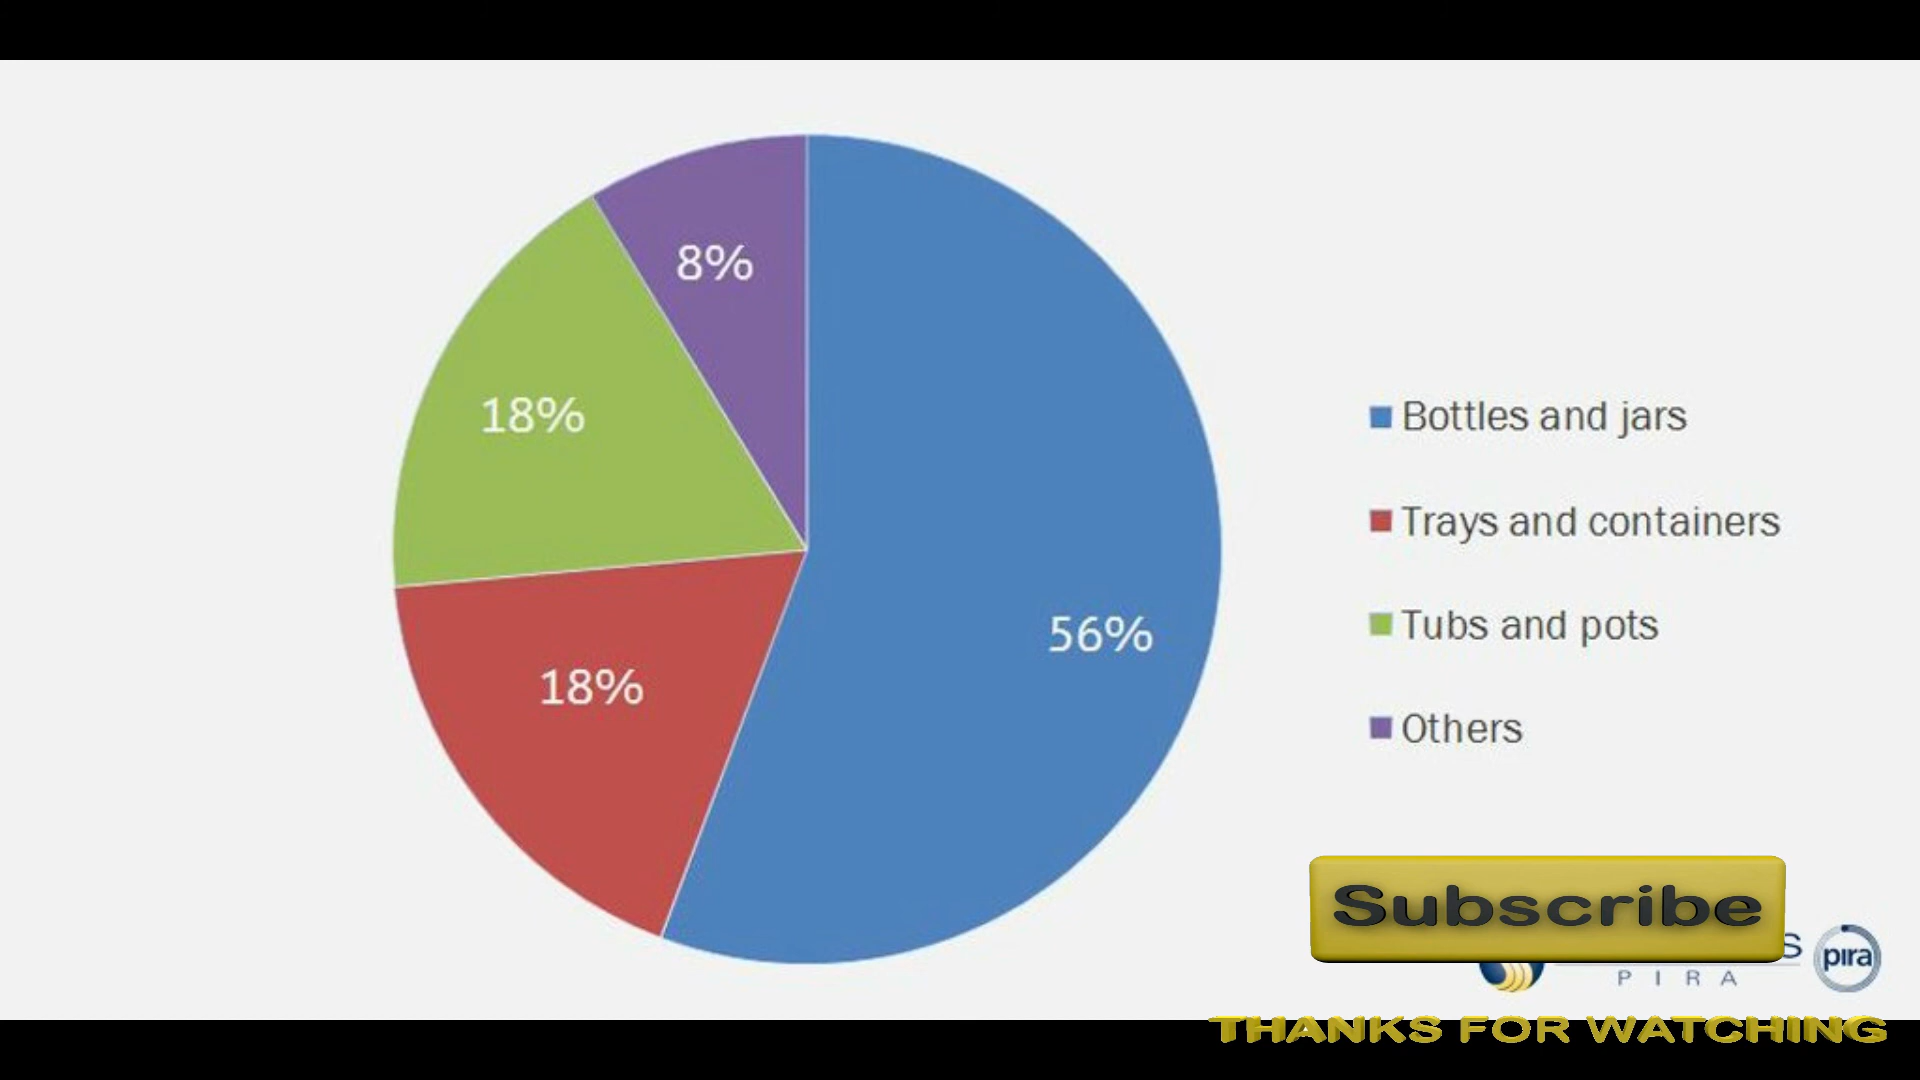 8%
18%
18%
56%
Bottles and jars
Trays and containers
Tubs and pots
Others
Subscribe
PIRA
pira
THANKS FOR WATCHING